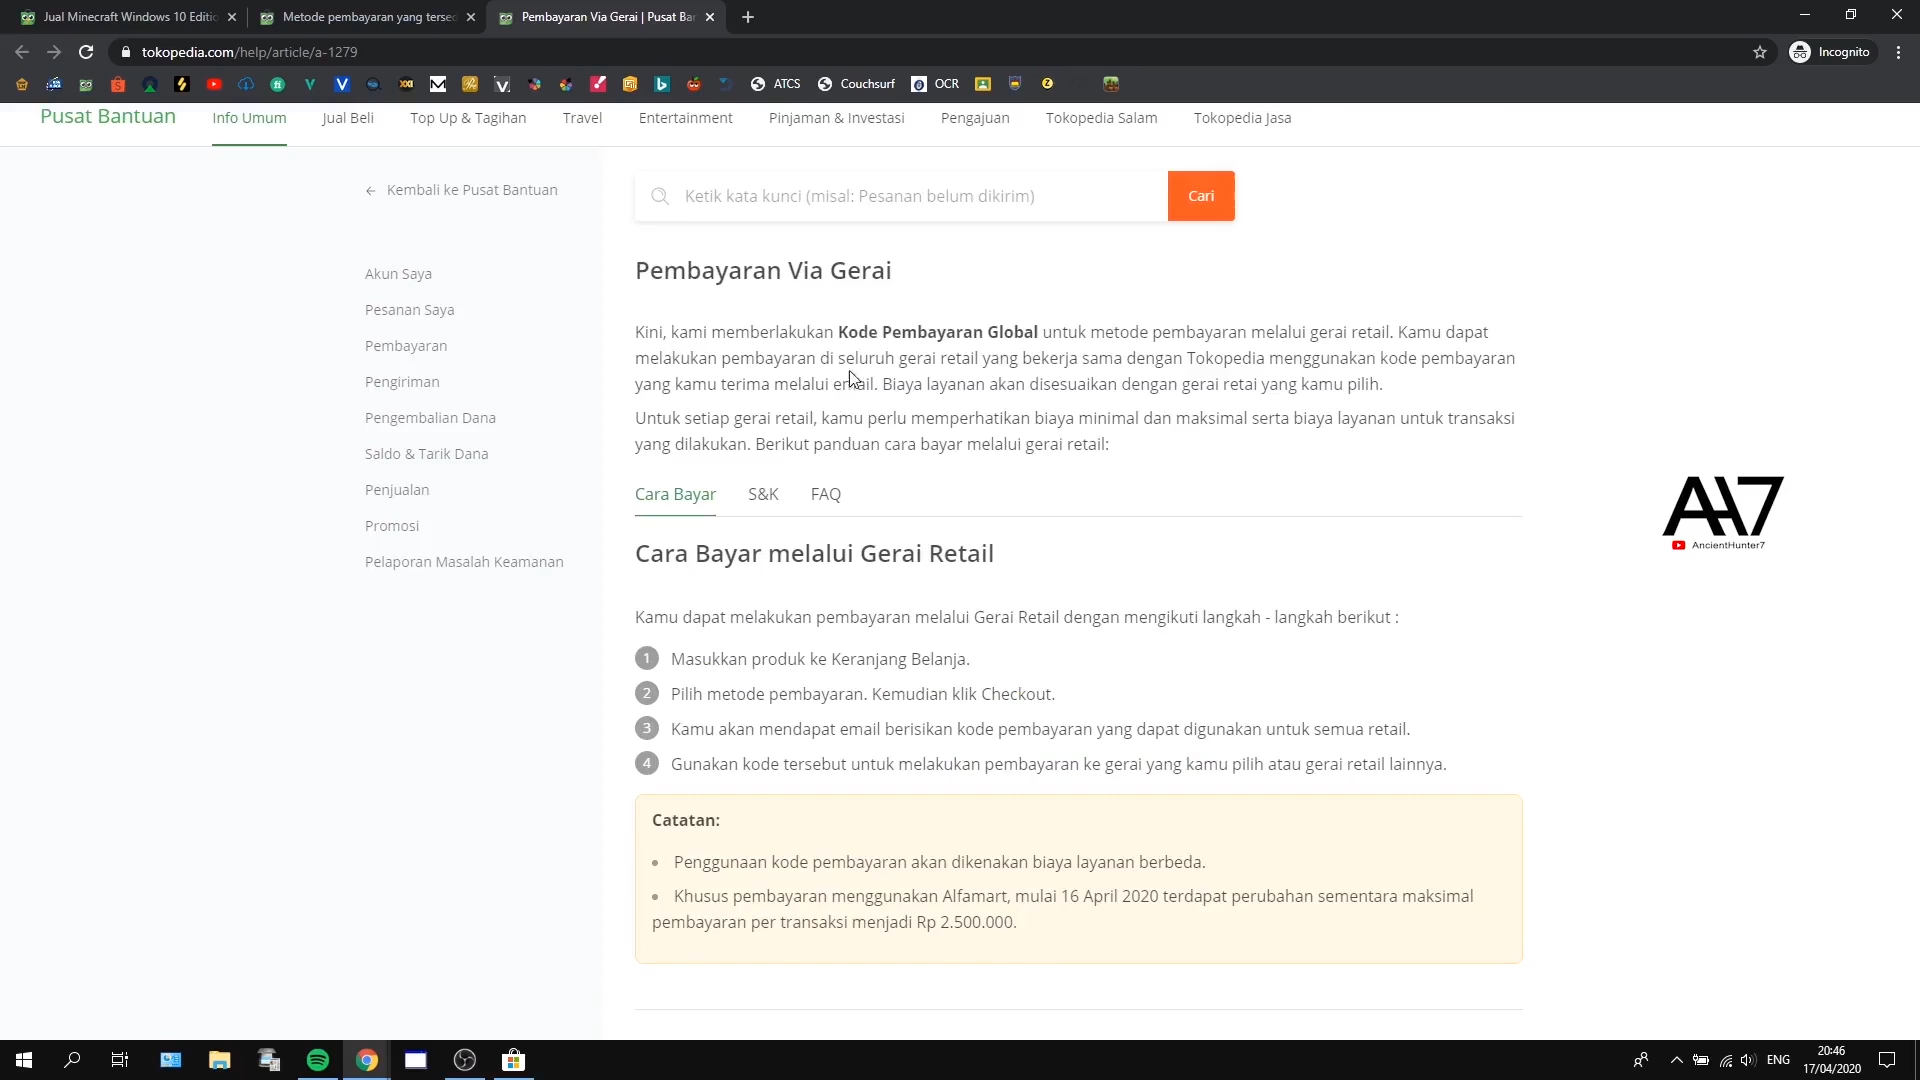 Jual Minecraft Windows 10 Editio
Metode pembayaran yang tersed
Pembayaran Via Gerai | Pusat Ban
tokopedia.com/help/article/a-1279
Incognito
ATCS
Couchsurf
OCR
Pusat Bantuan
Info Umum
Jual Beli
Top Up & Tagihan
Travel
Entertainment
Pinjaman & Investasi
Pengajuan
Tokopedia Salam
Tokopedia Jasa
Kembali ke Pusat Bantuan
Akun Saya
Pesanan Saya
Pembayaran
Pengiriman
Pengembalian Dana
Saldo & Tarik Dana
Penjualan
Promosi
Pelaporan Masalah Keamanan
Ketik kata kunci (misal: Pesanan belum dikirim)
Cari
Pembayaran Via Gerai
Kini, kami memberlakukan Kode Pembayaran Global untuk metode pembayaran melalui gerai retail. Kamu dapat
melakukan pembayaran di seluruh gerai retail yang bekerja sama dengan Tokopedia menggunakan kode pembayaran
yang kamu terima melalui email. Biaya layanan akan disesuaikan dengan gerai retai yang kamu pilih.
Untuk setiap gerai retail, kamu perlu memperhatikan biaya minimal dan maksimal serta biaya layanan untuk transaksi
yang dilakukan. Berikut panduan cara bayar melalui gerai retail:
Cara Bayar
S&K
FAQ
Cara Bayar melalui Gerai Retail
Kamu dapat melakukan pembayaran melalui Gerai Retail dengan mengikuti langkah - langkah berikut :
1 Masukkan produk ke Keranjang Belanja.
2 Pilih metode pembayaran. Kemudian klik Checkout.
3 Kamu akan mendapat email berisikan kode pembayaran yang dapat digunakan untuk semua retail.
4 Gunakan kode tersebut untuk melakukan pembayaran ke gerai yang kamu pilih atau gerai retail lainnya.
Catatan:
• Penggunaan kode pembayaran akan dikenakan biaya layanan berbeda.
• Khusus pembayaran menggunakan Alfamart, mulai 16 April 2020 terdapat perubahan sementara maksimal
pembayaran per transaksi menjadi Rp 2.500.000.
AH7
AncientHunter7
ENG
20:46
17/04/2020